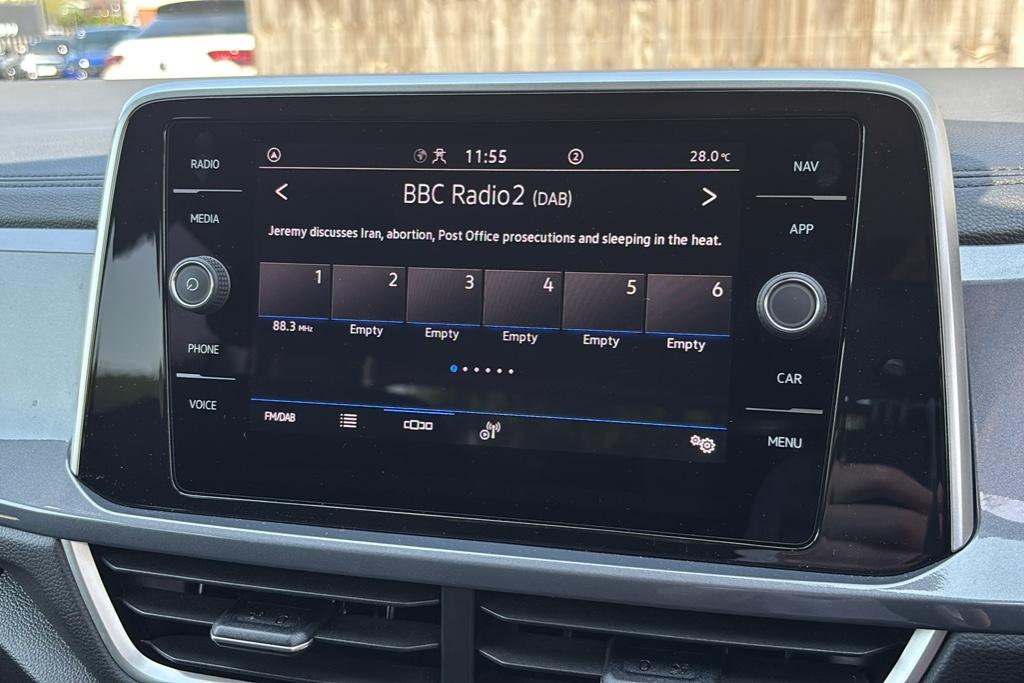 RADIO
MEDIA
PHONE
VOICE
A
11:55
2
28.0°C
< BBC Radio2 (DAB) >
Jeremy discusses Iran, abortion, Post Office prosecutions and sleeping in the heat.
1 2 3 4 5 6
88.3 MHz Empty Empty Empty Empty Empty
FM/DAB
NAV
APP
CAR
MENU